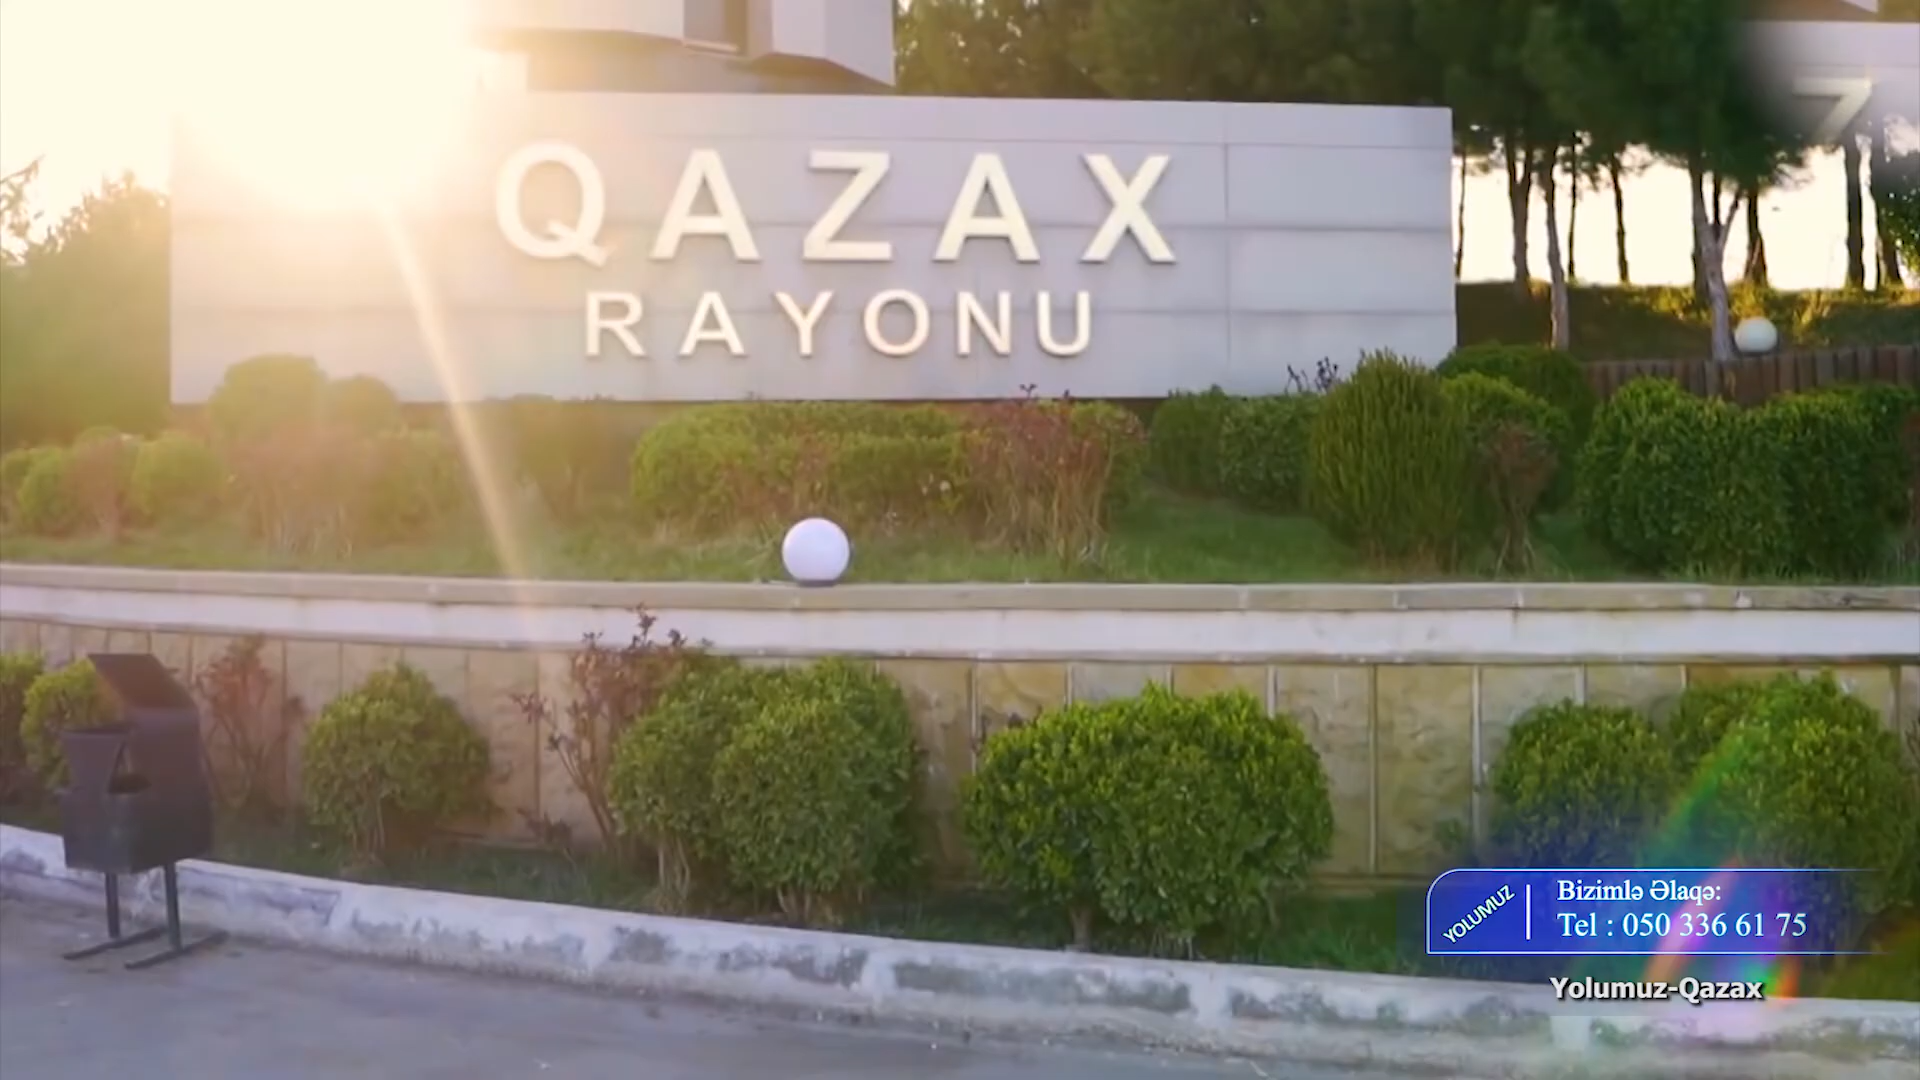 QAZAX
RAYONU
YOLUMUZ
Bizimlə Əlaqə:
Tel : 050 336 61 75
Yolumuz-Qazax